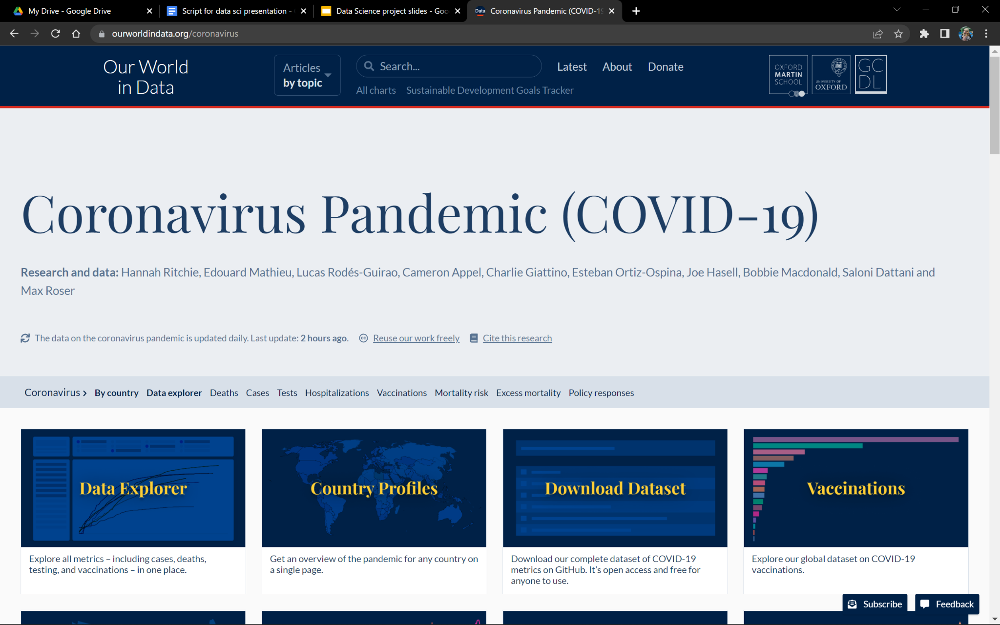 My Drive - Google Drive
Script for data sci presentation -
Data Science project slides - Goo
Data
Coronavirus Pandemic (COVID-19
ourworldindata.org/coronavirus
Our World
in Data
Articles
by topic
Search...
Latest
About
Donate
All charts
Sustainable Development Goals Tracker
OXFORD
MARTIN
SCHOOL
UNIVERSITY OF
OXFORD
GC
DL
Coronavirus Pandemic (COVID-19)
Research and data: Hannah Ritchie, Edouard Mathieu, Lucas Rodés-Guirao, Cameron Appel, Charlie Giattino, Esteban Ortiz-Ospina, Joe Hasell, Bobbie Macdonald, Saloni Dattani and
Max Roser
The data on the coronavirus pandemic is updated daily. Last update: 2 hours ago.
cc
Reuse our work freely
Cite this research
Coronavirus > By country Data explorer Deaths Cases Tests Hospitalizations Vaccinations Mortality risk Excess mortality Policy responses
Data Explorer
Explore all metrics – including cases, deaths,
testing, and vaccinations – in one place.
Country Profiles
Get an overview of the pandemic for any country on
a single page.
Download Dataset
Download our complete dataset of COVID-19
metrics on GitHub. It's open access and free for
anyone to use.
Vaccinations
Explore our global dataset on COVID-19
vaccinations.
Subscribe
Feedback